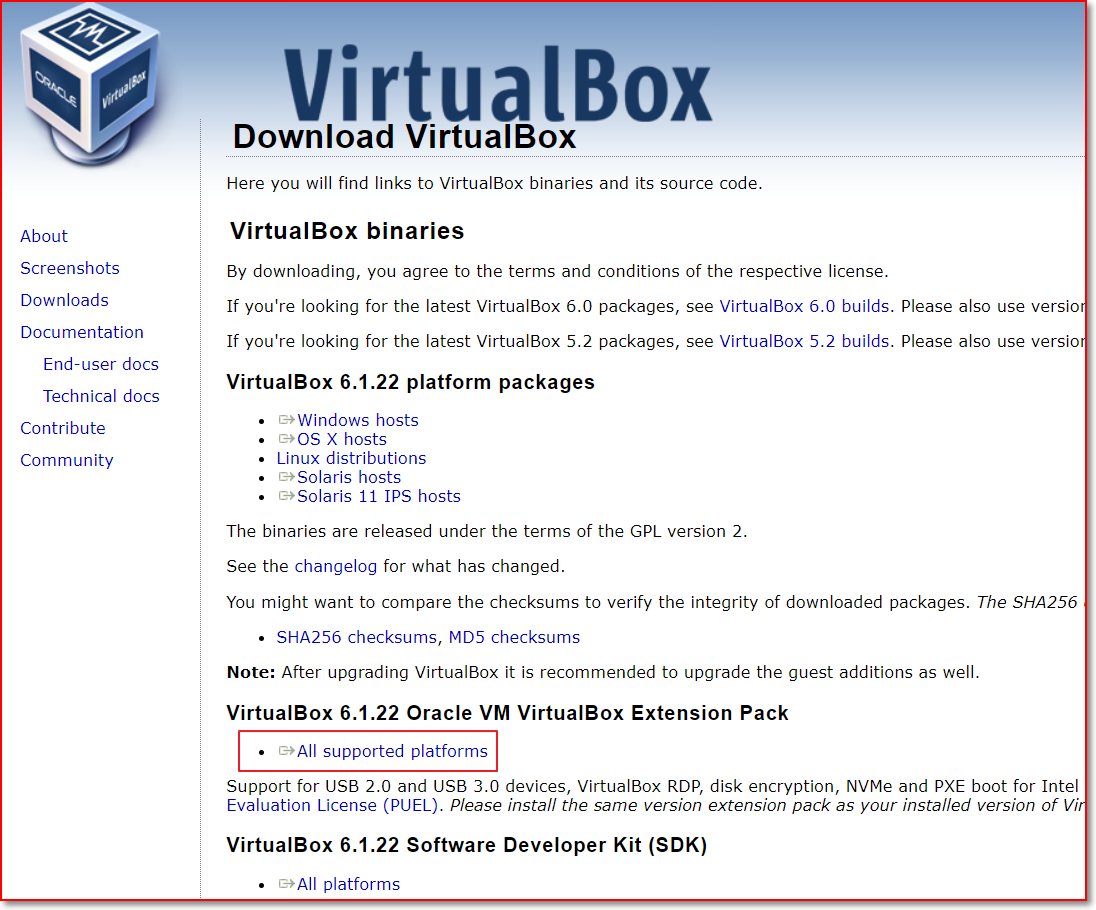 ORACLE
VirtualBox
VirtualBox
Download VirtualBox
Here you will find links to VirtualBox binaries and its source code.
About
Screenshots
Downloads
Documentation
End-user docs
Technical docs
Contribute
Community
VirtualBox binaries
By downloading, you agree to the terms and conditions of the respective license.
If you're looking for the latest VirtualBox 6.0 packages, see VirtualBox 6.0 builds. Please also use version
If you're looking for the latest VirtualBox 5.2 packages, see VirtualBox 5.2 builds. Please also use version
VirtualBox 6.1.22 platform packages
• Windows hosts
• OS X hosts
• Linux distributions
• Solaris hosts
• Solaris 11 IPS hosts
The binaries are released under the terms of the GPL version 2.
See the changelog for what has changed.
You might want to compare the checksums to verify the integrity of downloaded packages. The SHA256
• SHA256 checksums, MD5 checksums
Note: After upgrading VirtualBox it is recommended to upgrade the guest additions as well.
VirtualBox 6.1.22 Oracle VM VirtualBox Extension Pack
• All supported platforms
Support for USB 2.0 and USB 3.0 devices, VirtualBox RDP, disk encryption, NVMe and PXE boot for Intel
Evaluation License (PUEL). Please install the same version extension pack as your installed version of Vir
VirtualBox 6.1.22 Software Developer Kit (SDK)
• All platforms